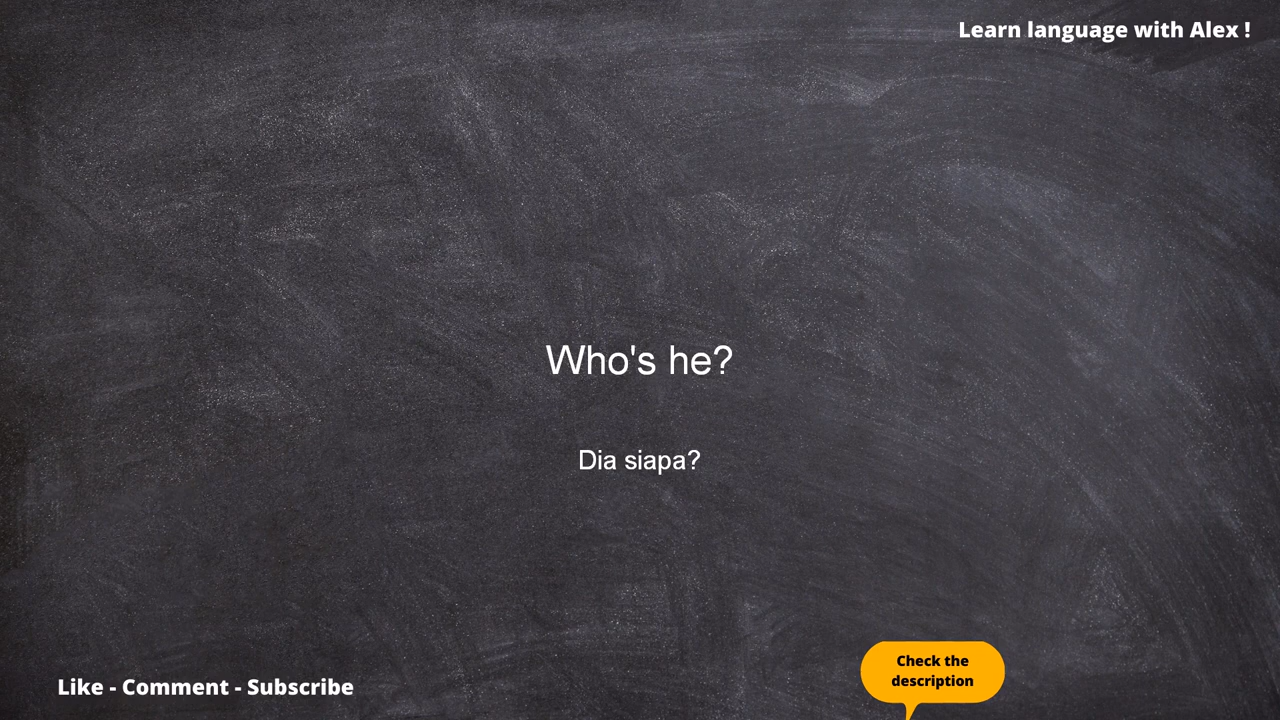 Learn language with Alex !
Who's he?
Dia siapa?
Check the
description
Like - Comment - Subscribe